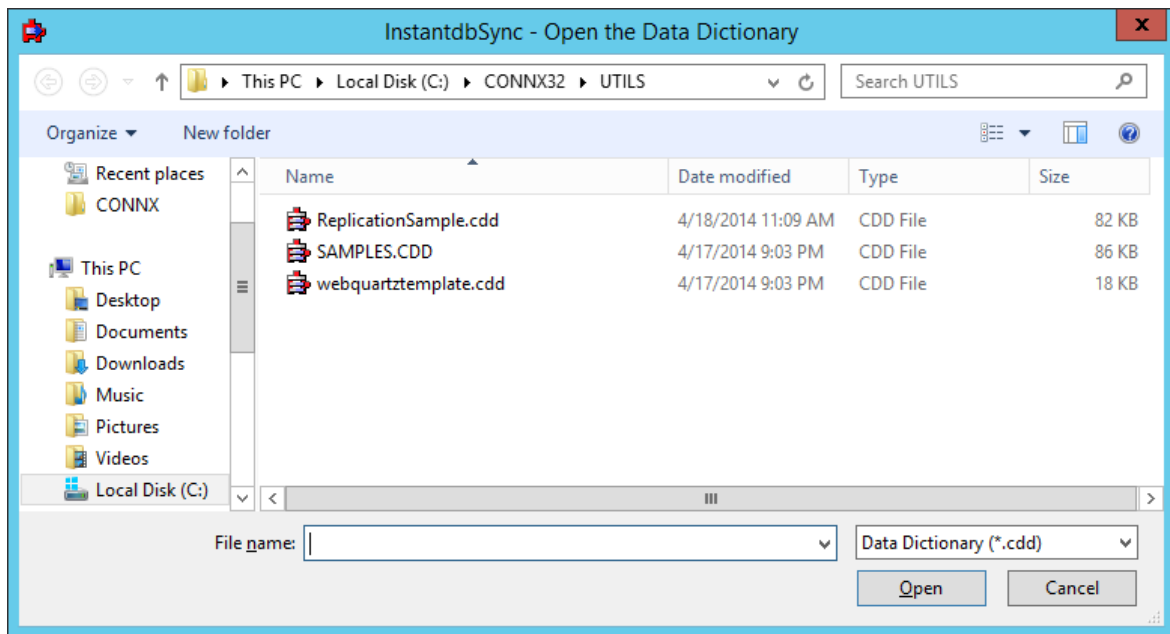 InstantdbSync - Open the Data Dictionary
x
This PC Local Disk (C:) CONNX32 UTILS
Search UTILS
Organize New folder
Recent places
CONNX
This PC
Desktop
Documents
Downloads
Music
Pictures
Videos
Local Disk (C:)
Name Date modified Type Size
ReplicationSample.cdd 4/18/2014 11:09 AM CDD File 82 KB
SAMPLES.CDD 4/17/2014 9:03 PM CDD File 86 KB
webquartztemplate.cdd 4/17/2014 9:03 PM CDD File 18 KB
File name: Data Dictionary (*.cdd)
Open Cancel